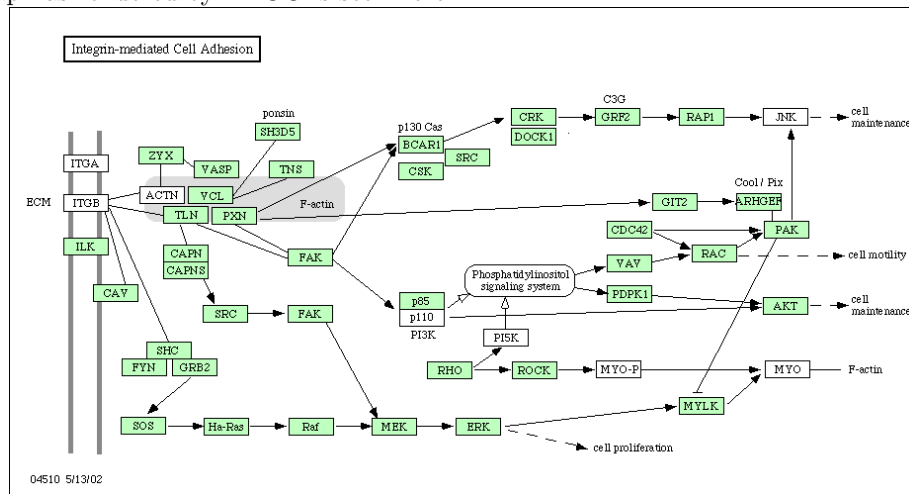 Integrin-mediated Cell Adhesion
C3G
ponsin
CRK
GRF2
RAP1
JNK
cell
maintenance
SH3D5
p130 Cas
DOCK1
BCAR1
ZYX
SRC
ITGA
VASP
TNS
CSK
Cool / Pix
ACTN
VCL
ECM
ITGB
F-actin
GIT2
ARHGEF
TLN
PXN
CDC42
PAK
ILK
CAPN
FAK
RAC
cell motility
CAPNS
VAV
Phosphatidylinositol
signaling system
CAV
p85
PDPK1
SRC
FAK
p110
AKT
cell
maintenance
PI3K
PI5K
SHC
FYN
GRB2
RHO
ROCK
MYO-P
MYO
F-actin
MYLK
SOS
Ha-Ras
Raf
MEK
ERK
cell proliferation
04510 5/13/02